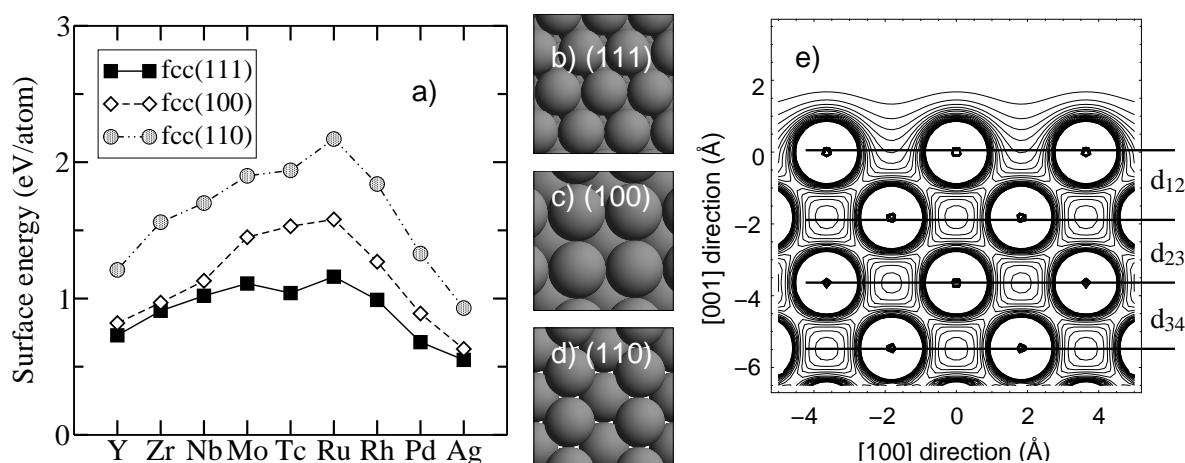 3
2
1
0
Surface energy (eV/atom)
fcc(111)
fcc(100)
fcc(110)
a)
Y Zr Nb Mo Tc Ru Rh Pd Ag
b) (111)
c) (100)
d) (110)
e)
2
0
−2
−4
−6
[001] direction (Å)
d12
d23
d34
−4 −2 0 2 4
[100] direction (Å)